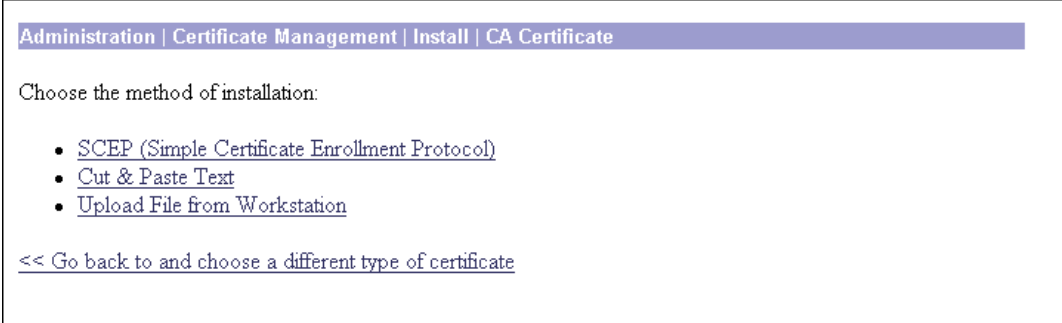 Administration | Certificate Management | Install | CA Certificate
Choose the method of installation:
• SCEP (Simple Certificate Enrollment Protocol)
• Cut & Paste Text
• Upload File from Workstation
<< Go back to and choose a different type of certificate